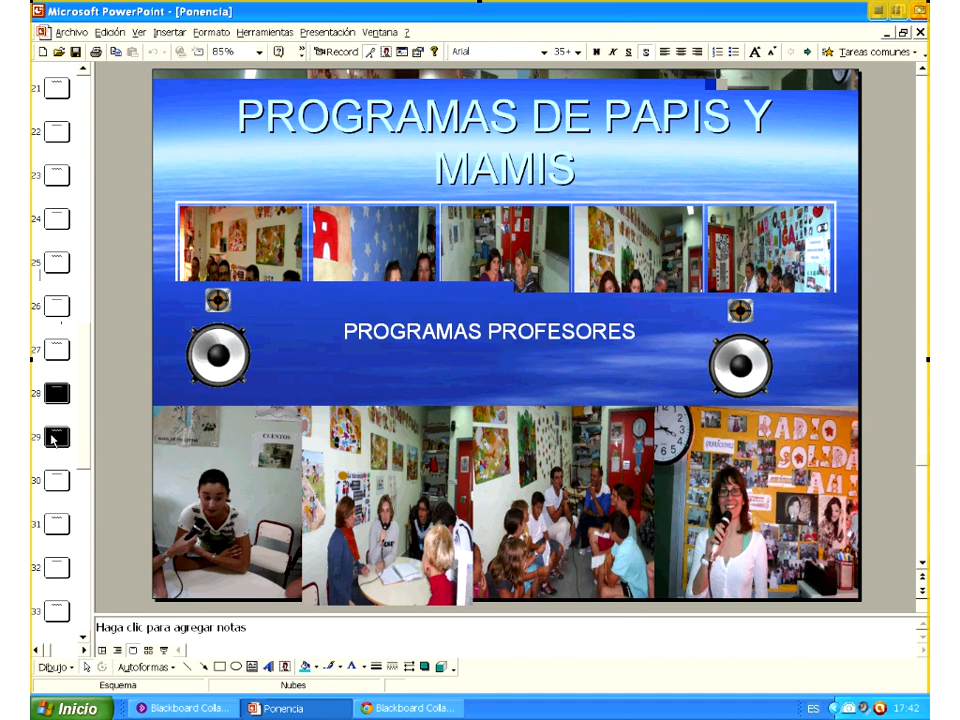 Microsoft PowerPoint - [Ponencia]
Archivo Edición Ver Insertar Formato Herramientas Presentación Ventana ?
85% Record Arial 35+ N K S S Tareas comunes
21
22
23
24
25
26
27
28
29
30
31
32
33
PROGRAMAS DE PAPIS Y
MAMIS
PROGRAMAS PROFESORES
CUENTOS
RADIO
SOLIDA
Haga clic para agregar notas
Dibujo Autoformas
Esquema Nubes
Inicio Blackboard Colla... Ponencia Blackboard Colla... ES 17:42